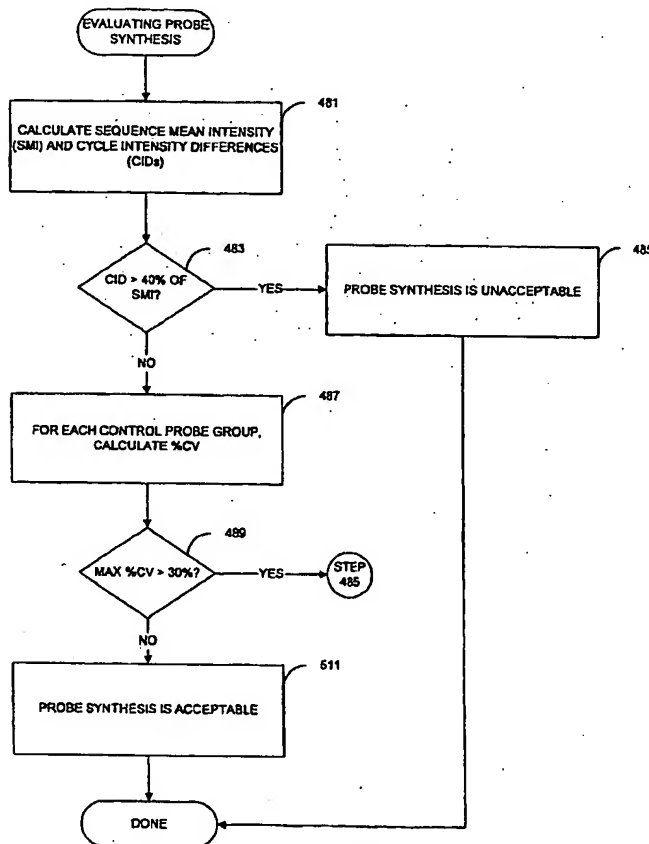 EVALUATING PROBE
SYNTHESIS
481
CALCULATE SEQUENCE MEAN INTENSITY
(SMI) AND CYCLE INTENSITY DIFFERENCES
(CIDs)
483
CID > 40% OF
SMI?
YES
485
PROBE SYNTHESIS IS UNACCEPTABLE
NO
487
FOR EACH CONTROL PROBE GROUP,
CALCULATE %CV
489
MAX %CV > 30%?
YES
STEP
485
NO
511
PROBE SYNTHESIS IS ACCEPTABLE
DONE